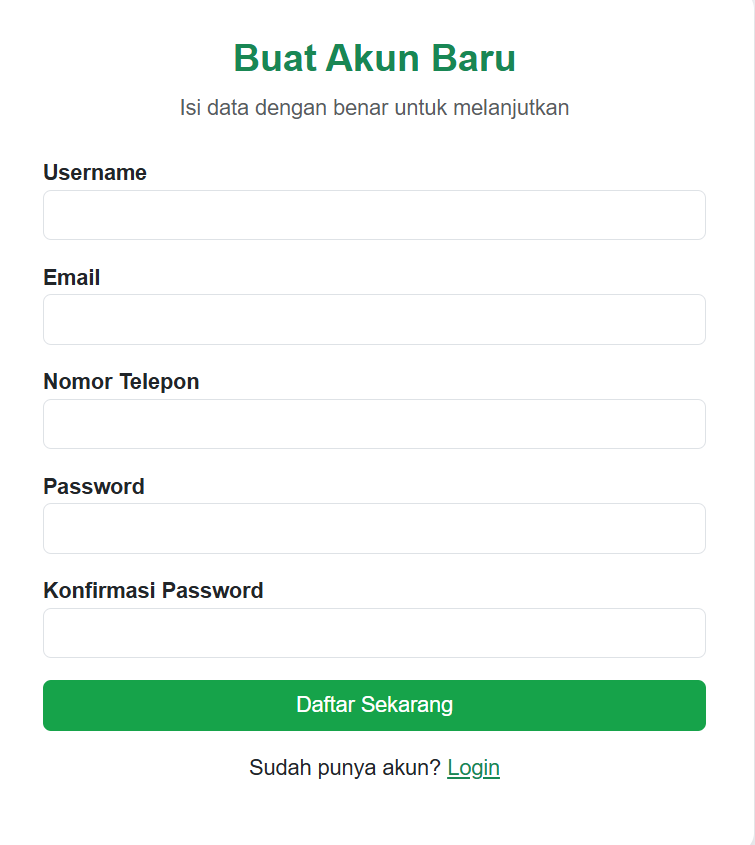 Buat Akun Baru
Isi data dengan benar untuk melanjutkan
Username
Email
Nomor Telepon
Password
Konfirmasi Password
Daftar Sekarang
Sudah punya akun? Login